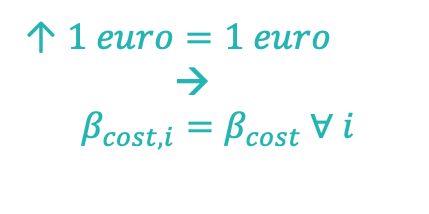 ↑ 1 euro = 1 euro
→
β_cost,i = β_cost ∀ i